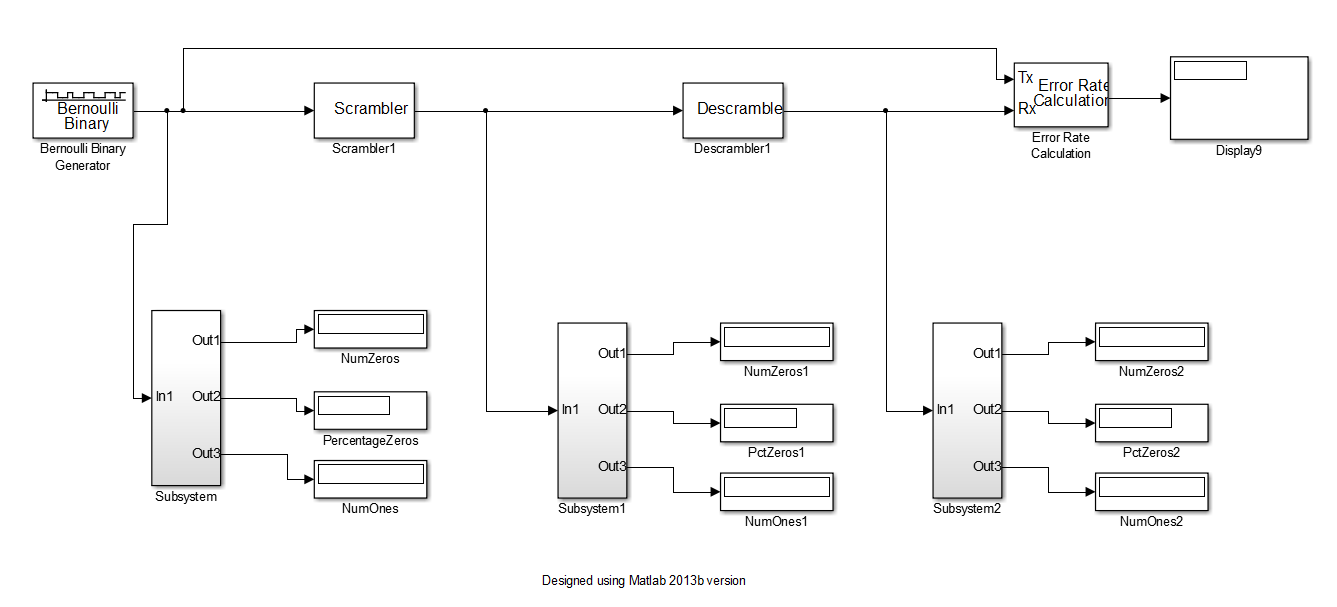 Bernoulli
Binary
Bernoulli Binary
Generator
Scrambler
Scrambler1
Descramble
Descrambler1
Tx
Rx
Error Rate
Calculation
Error Rate
Calculation
Display9
In1
Out1
Out2
Out3
Subsystem
NumZeros
PercentageZeros
NumOnes
In1
Out1
Out2
Out3
Subsystem1
NumZeros1
PctZeros1
NumOnes1
In1
Out1
Out2
Out3
Subsystem2
NumZeros2
PctZeros2
NumOnes2
Designed using Matlab 2013b version